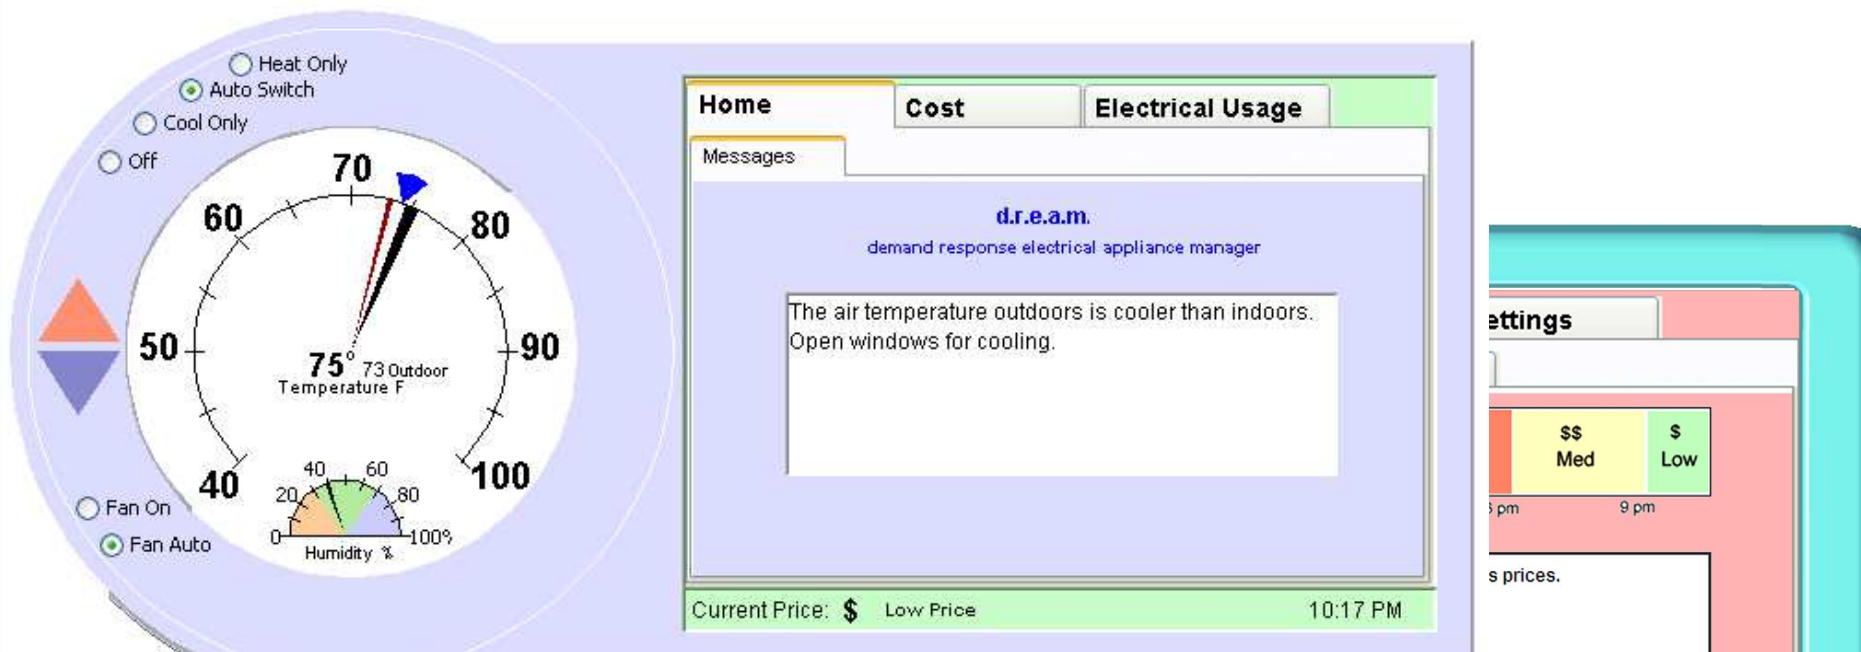 Heat Only
Auto Switch
Cool Only
Off
70
60
80
50
90
75° 73 Outdoor
Temperature F
40
100
40 60
20 80
0 100%
Humidity %
Fan On
Fan Auto
Home Cost Electrical Usage
Messages
d.r.e.a.m.
demand response electrical appliance manager
The air temperature outdoors is cooler than indoors.
Open windows for cooling.
Current Price: $ Low Price 10:17 PM
ettings
$$ $
Med Low
pm 9 pm
s prices.